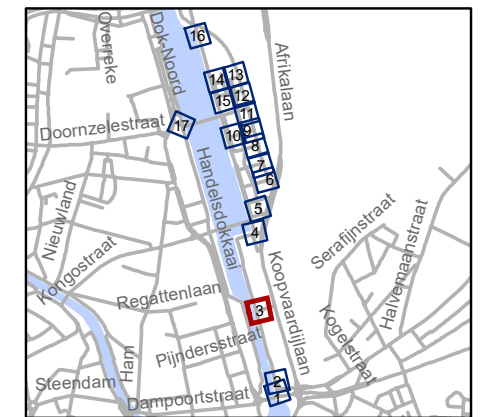 Overreke
Dok-Noord
16
Afrikalaan
14
13
15
12
11
Doornzelestraat
17
10
9
8
7
6
Nieuwland
Handelsdokkaai
5
4
Serafijnstraat
Halvemaanstraat
Kongostraat
Koopvaardijlaan
Regattenlaan
3
Kogelstraat
Ham
Pijndersstraat
Steendam
2
Dampoortstraat
1